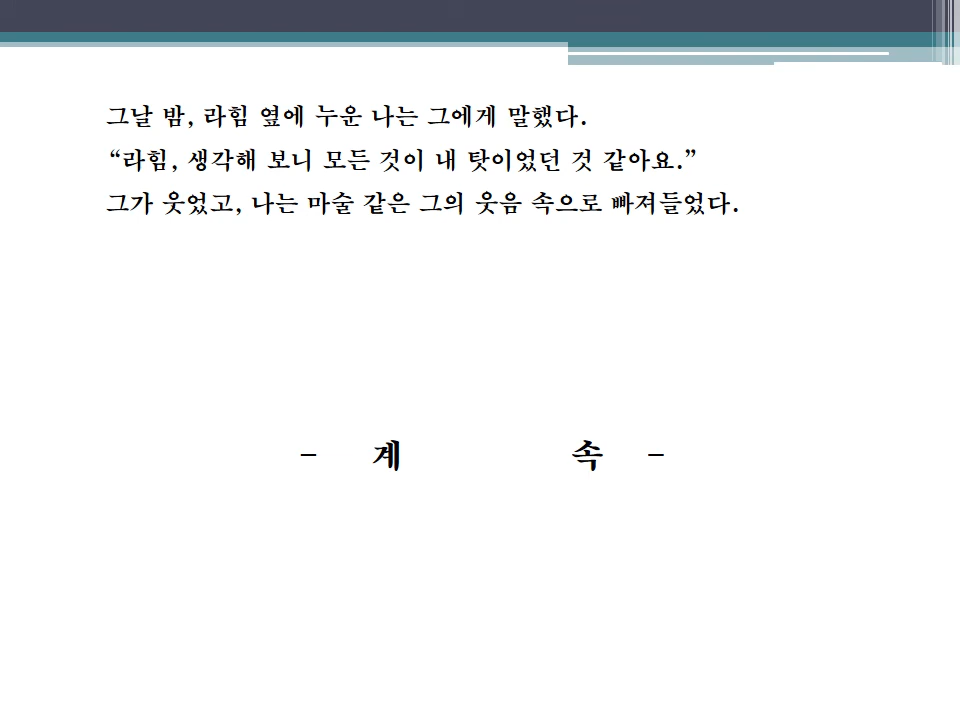 그날 밤, 라힘 옆에 누운 나는 그에게 말했다.
“라힘, 생각해 보니 모든 것이 내 탓이었던 것 같아요.”
그가 웃었고, 나는 마술 같은 그의 웃음 속으로 빠져들었다.
- 계 속 -